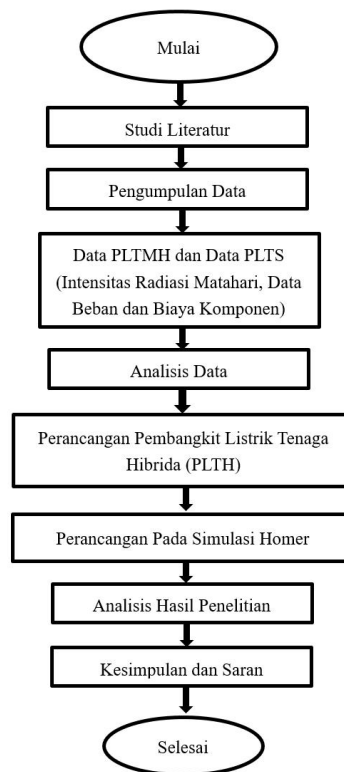 Mulai
Studi Literatur
Pengumpulan Data
Data PLTMH dan Data PLTS
(Intensitas Radiasi Matahari, Data
Beban dan Biaya Komponen)
Analisis Data
Perancangan Pembangkit Listrik Tenaga
Hibrida (PLTH)
Perancangan Pada Simulasi Homer
Analisis Hasil Penelitian
Kesimpulan dan Saran
Selesai